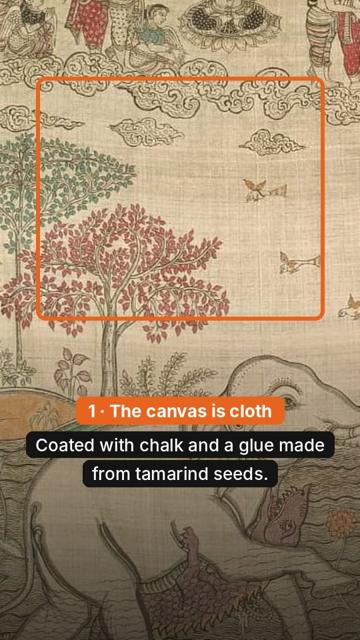 1 · The canvas is cloth
Coated with chalk and a glue made
from tamarind seeds.